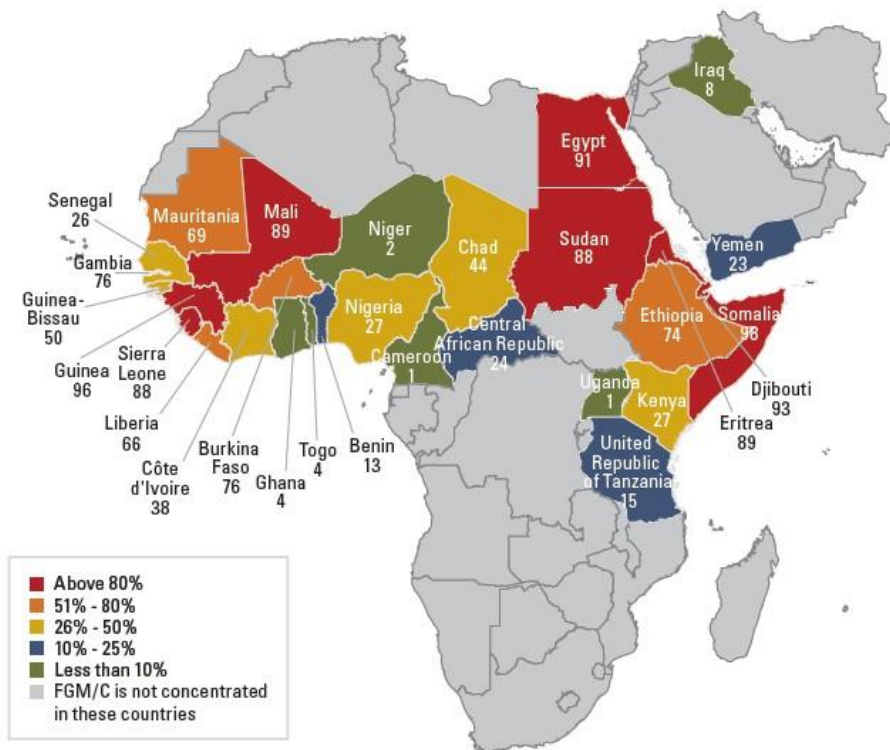 Iraq
8
Egypt
91
Senegal
26
Mauritania
69
Mali
89
Niger
2
Chad
44
Sudan
88
Yemen
23
Gambia
76
Guinea-
Bissau
50
Nigeria
27
Ethiopia
74
Somalia
98
Central
African Republic
24
Guinea
96
Sierra
Leone
88
Cameroon
1
Uganda
1
Kenya
27
Djibouti
93
Eritrea
89
Liberia
66
Côte
d'Ivoire
38
Burkina
Faso
76
Ghana
4
Togo
4
Benin
13
United
Republic
of Tanzania
15
Above 80%
51% - 80%
26% - 50%
10% - 25%
Less than 10%
FGM/C is not concentrated
in these countries